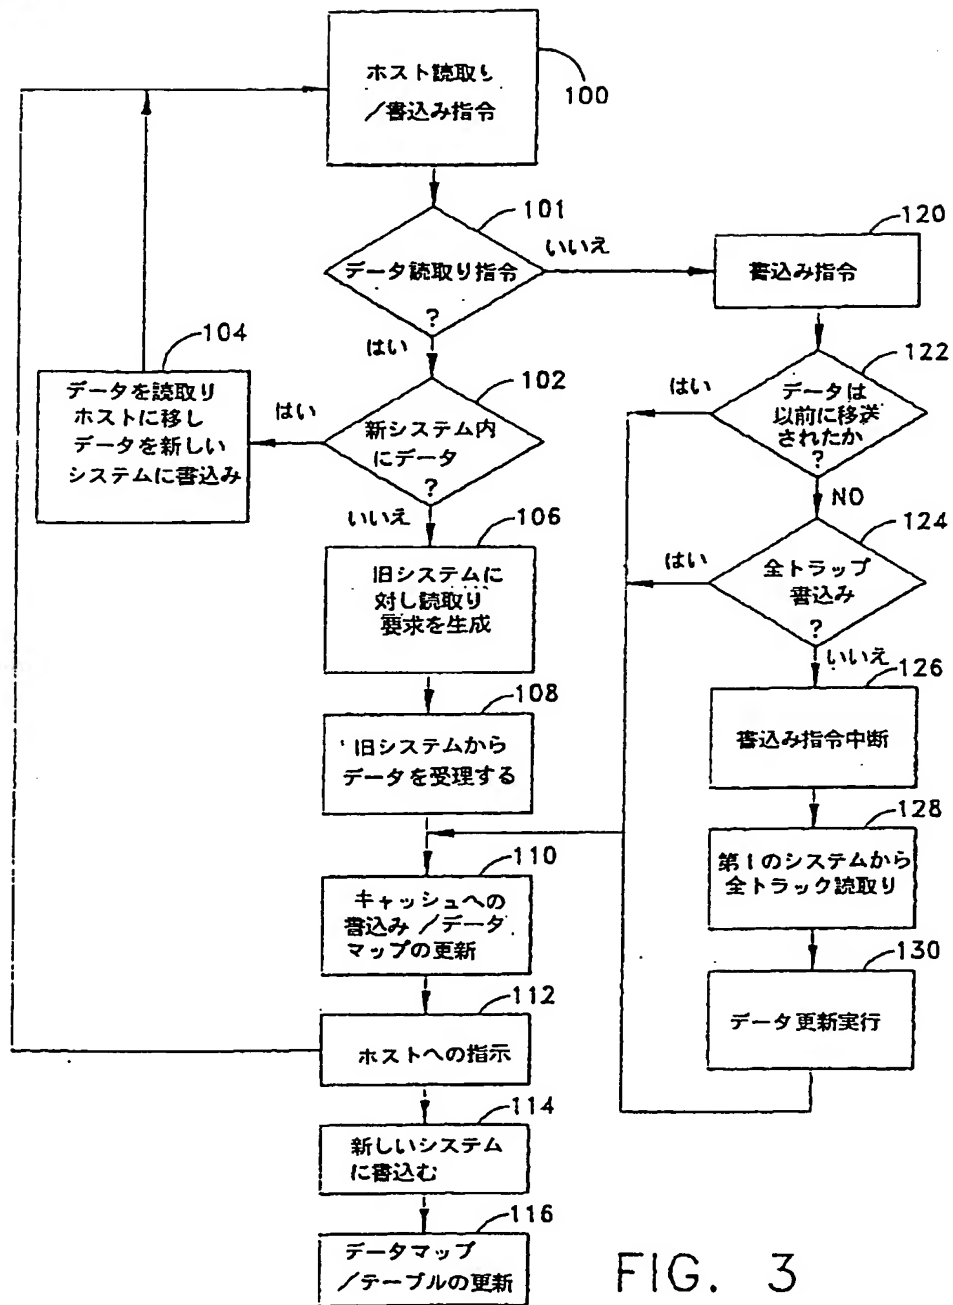 ホスト読取り
／書込み指令
100
データ読取り指令
？
101
いいえ
はい
120
書込み指令
104
データを読取り
ホストに移し
データを新しい
システムに書込み
はい
102
新システム内
にデータ
？
いいえ
122
はい
データは
以前に移送
されたか
？
NO
106
旧システムに
対し読取り
要求を生成
124
はい
全トラップ
書込み
？
いいえ
108
旧システムから
データを受理する
126
書込み指令中断
110
キャッシュへの
書込み／データ
マップの更新
128
第1のシステムから
全トラック読取り
112
ホストへの指示
130
データ更新実行
114
新しいシステム
に書込む
116
データマップ
／テーブルの更新
FIG. 3